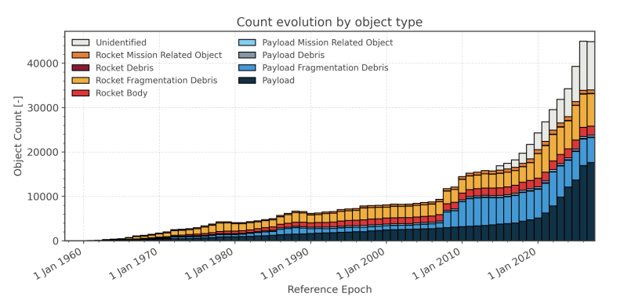 Count evolution by object type
Unidentified
Rocket Mission Related Object
Rocket Debris
Rocket Fragmentation Debris
Rocket Body
Payload Mission Related Object
Payload Debris
Payload Fragmentation Debris
Payload
Object Count [-]
40000
30000
20000
10000
0
1 Jan 1960
1 Jan 1970
1 Jan 1980
1 Jan 1990
1 Jan 2000
1 Jan 2010
1 Jan 2020
Reference Epoch